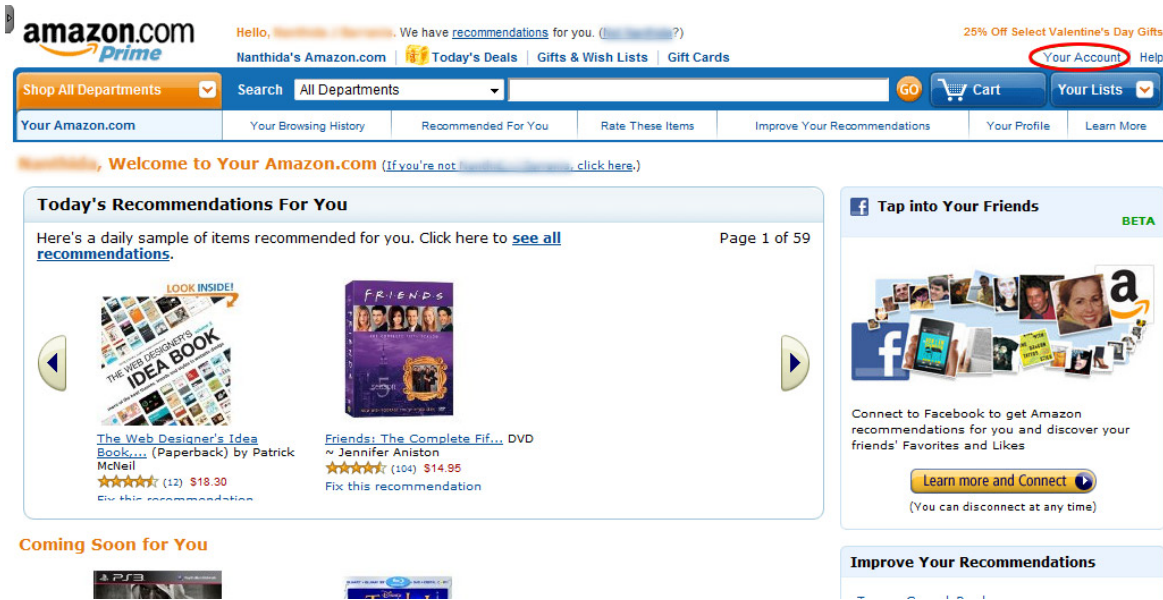 amazon.com
Prime
Hello, . We have recommendations for you. ( ?)
25% Off Select Valentine's Day Gifts
Nanthida's Amazon.com | Today's Deals | Gifts & Wish Lists | Gift Cards
Your Account | Help
Shop All Departments
Search All Departments GO Cart Your Lists
Your Amazon.com Your Browsing History Recommended For You Rate These Items Improve Your Recommendations Your Profile Learn More
, Welcome to Your Amazon.com (If you're not , click here.)
Today's Recommendations For You
Here's a daily sample of items recommended for you. Click here to see all
recommendations.
Page 1 of 59
LOOK INSIDE!
THE WEB DESIGNER'S
IDEA BOOK
The Web Designer's Idea
Book,... (Paperback) by Patrick
McNeil
(12) $18.30
Fix this recommendation
FRIENDS
season
Friends: The Complete Fif... DVD
~ Jennifer Aniston
(104) $14.95
Fix this recommendation
Tap into Your Friends
BETA
a
f
Connect to Facebook to get Amazon
recommendations for you and discover your
friends' Favorites and Likes
Learn more and Connect
(You can disconnect at any time)
Coming Soon for You
PS3
Disney
Improve Your Recommendations